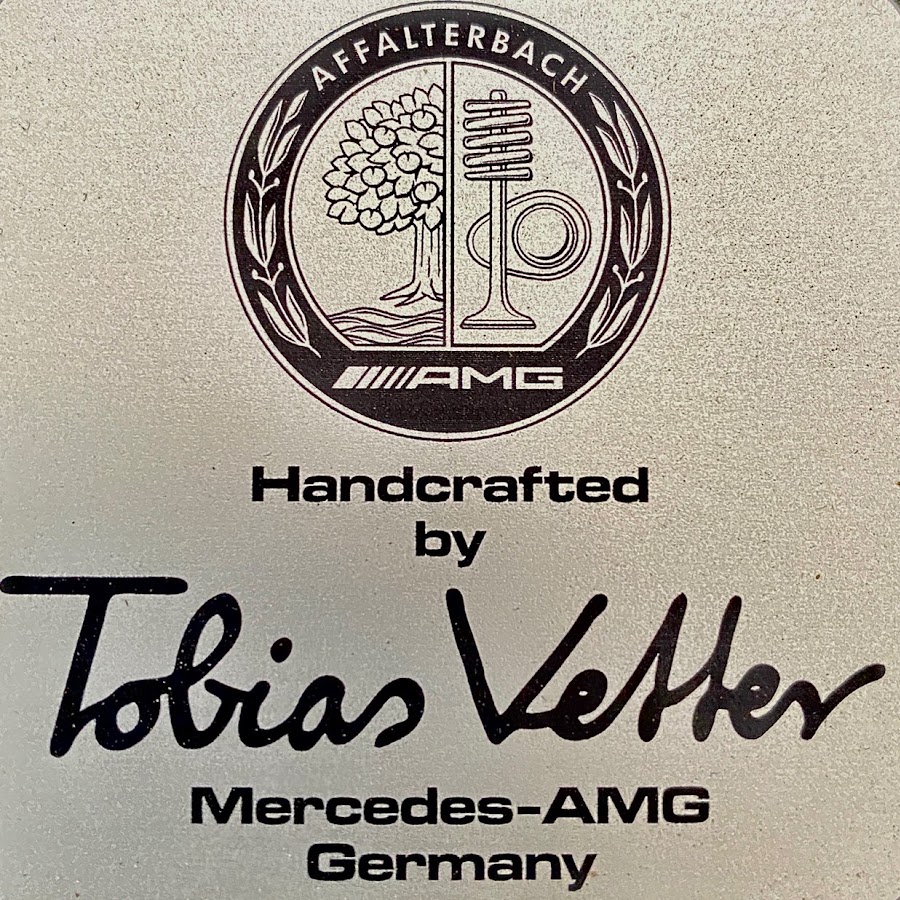 AFFALTERBACH
AMG
Handcrafted
by
Tobias Vetter
Mercedes-AMG
Germany